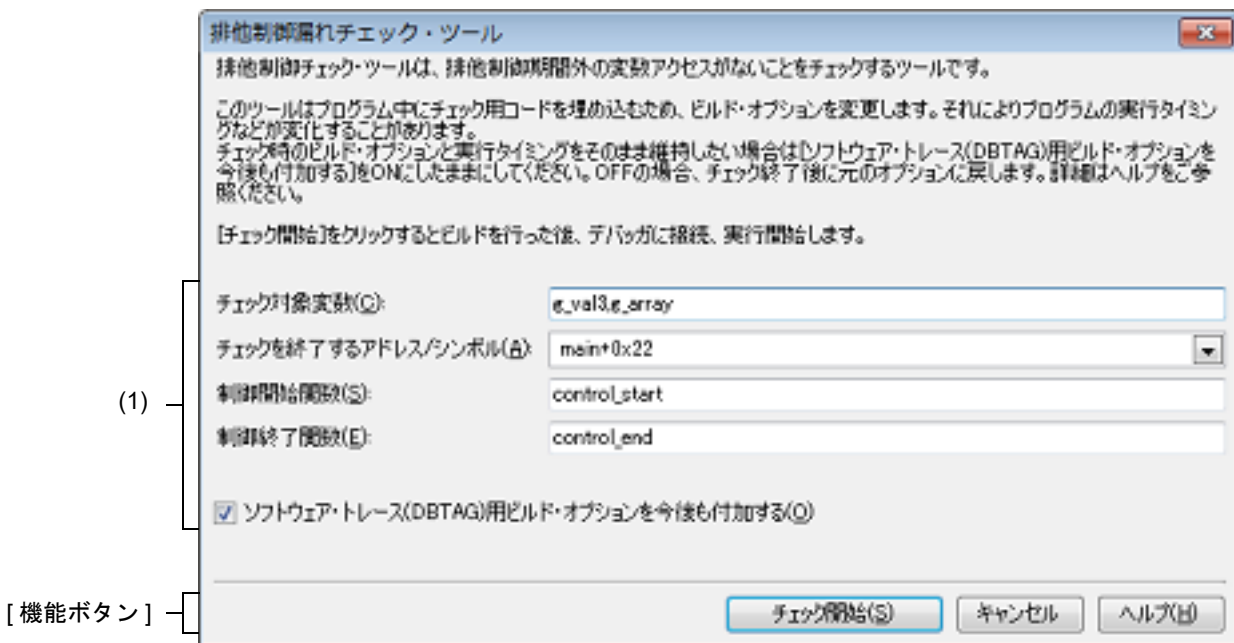 排他制御漏れチェック・ツール
排他制御チェック・ツールは、排他制御期間外の変数アクセスがないことをチェックするツールです。
このツールはプログラム中にチェック用コードを埋め込むため、ビルド・オプションを変更します。それによりプログラムの実行タイミン
グなどが変化することがあります。
チェック時のビルド・オプションと実行タイミングをそのまま維持したい場合は[ソフトウェア・トレース(DBTAG)用ビルド・オプションを
今後も付加する]をONにしたままにしてください。OFFの場合、チェック終了後に元のオプションに戻します。詳細はヘルプをご参
照ください。
[チェック開始]をクリックするとビルドを行った後、デバッガに接続、実行開始します。
チェック対象変数(C):
g_val3,g_array
チェックを終了するアドレス/シンボル(A):
main+0x22
(1)
制御開始関数(S):
control_start
制御終了関数(E):
control_end
ソフトウェア・トレース(DBTAG)用ビルド・オプションを今後も付加する(O)
[ 機能ボタン ]
チェック開始(S)
キャンセル
ヘルプ(H)